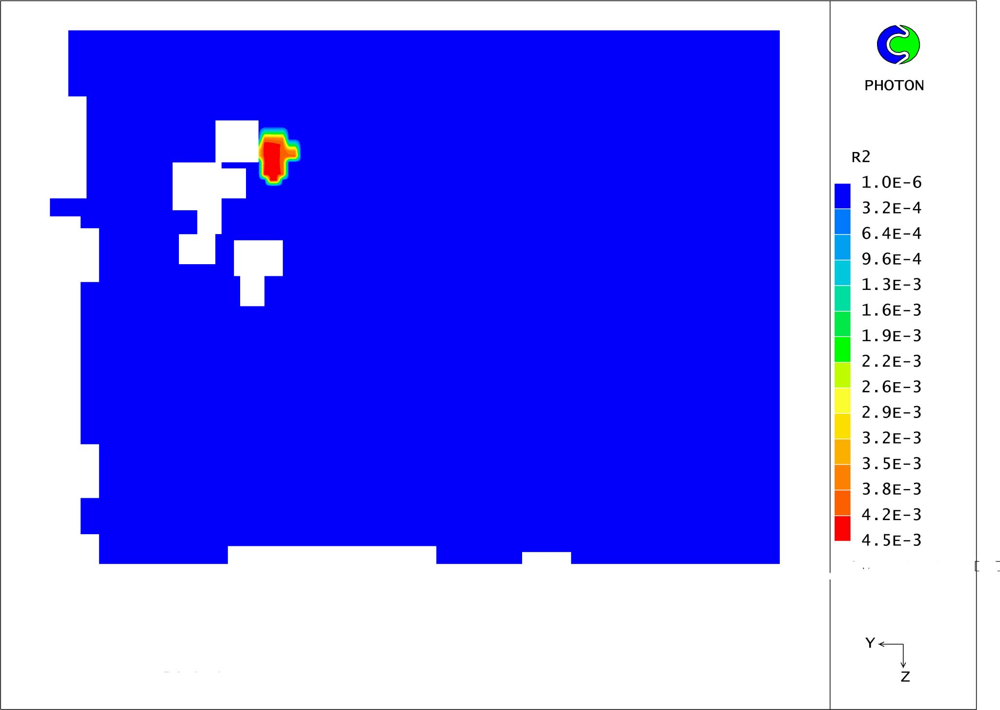 PHOTON
R2
1.0E-6
3.2E-4
6.4E-4
9.6E-4
1.3E-3
1.6E-3
1.9E-3
2.2E-3
2.6E-3
2.9E-3
3.2E-3
3.5E-3
3.8E-3
4.2E-3
4.5E-3
Y
Z